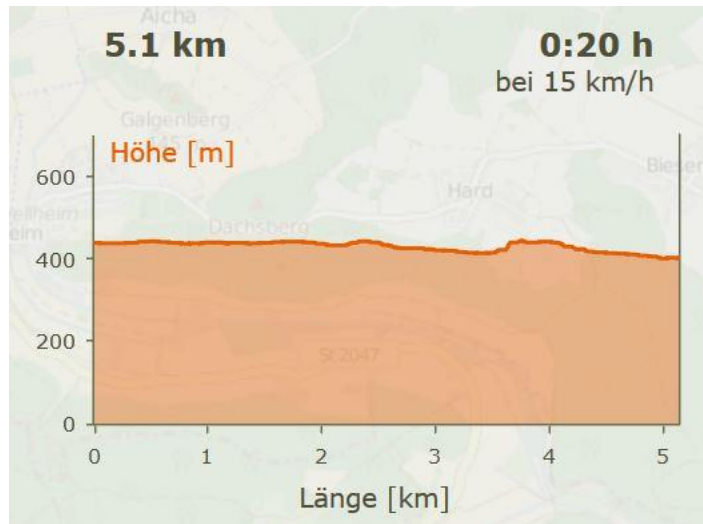 Aicha
5.1 km
0:20 h
bei 15 km/h
Galgenberg
Höhe [m]
600
Hard
Dachsberg
400
200
St 2047
0
0 1 2 3 4 5
Länge [km]